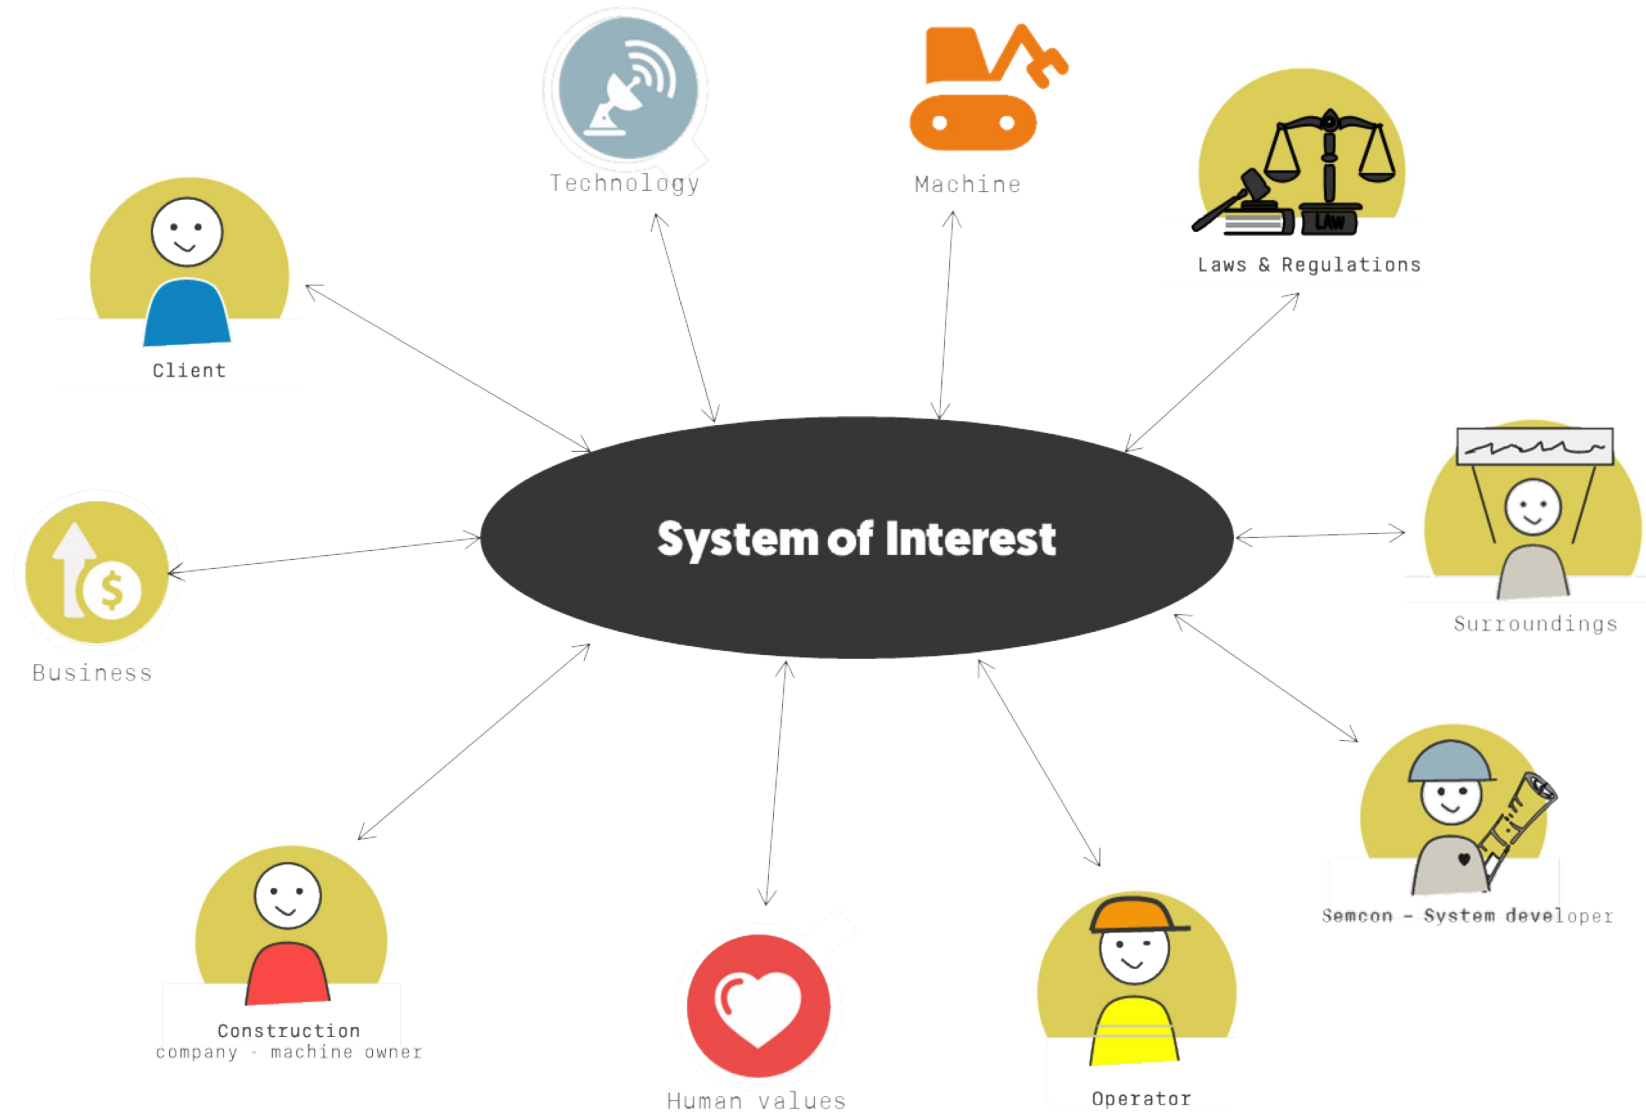 Technology
Machine
LAW
Laws & Regulations
Client
System of Interest
$
Business
Surroundings
Semcon – System developer
Construction
company - machine owner
Human values
Operator